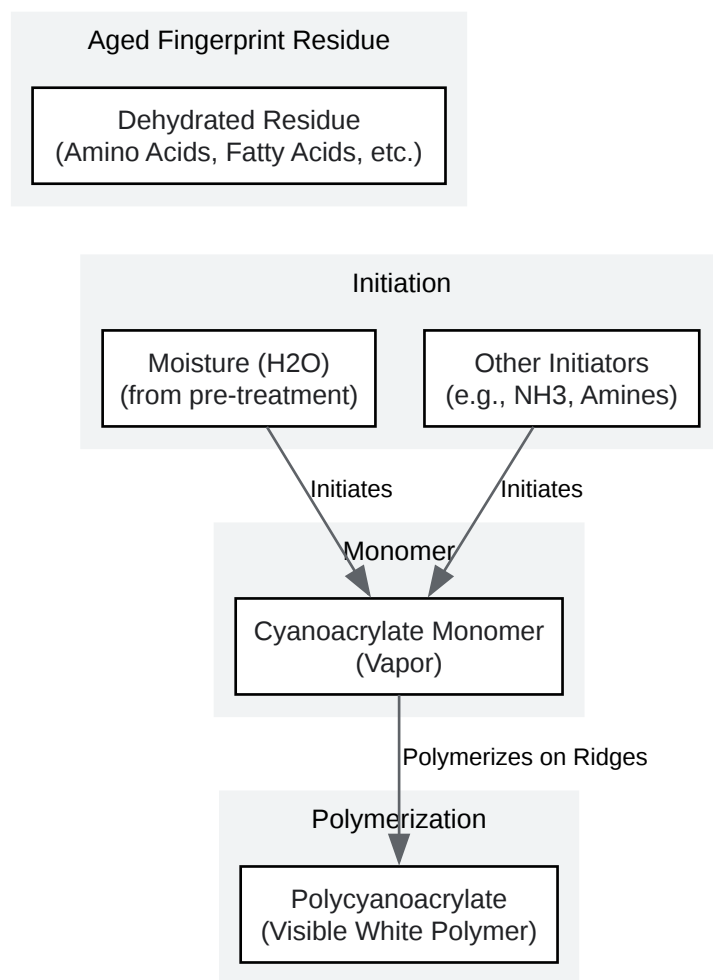 Aged Fingerprint Residue
Dehydrated Residue
(Amino Acids, Fatty Acids, etc.)
Initiation
Moisture (H2O)
(from pre-treatment)
Other Initiators
(e.g., NH3, Amines)
Initiates
Initiates
Monomer
Cyanoacrylate Monomer
(Vapor)
Polymerizes on Ridges
Polymerization
Polycyanoacrylate
(Visible White Polymer)